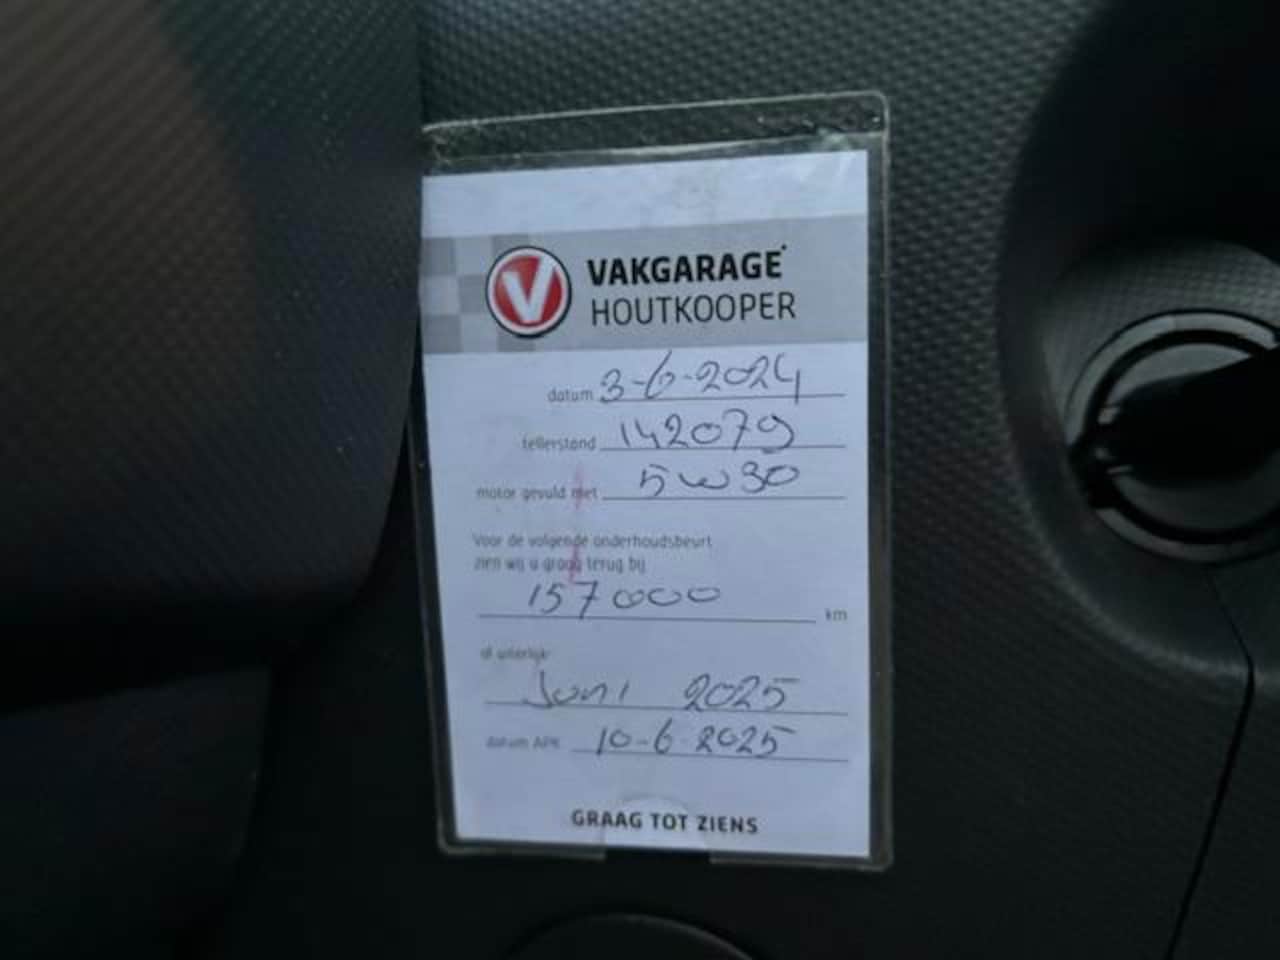 V
VAKGARAGE
HOUTKOOPER
datum 3-6-2024
tellerstand 142079
motor gevuld met 5W30
Voor de volgende onderhoudsbeurt
zien wij u graag terug bij
157000 km
of uiterlijk
Juni 2025
datum APK 10-6-2025
GRAAG TOT ZIENS